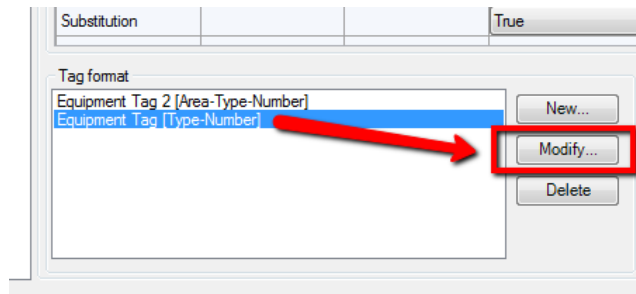 Substitution
True
Tag format
Equipment Tag 2 [Area-Type-Number]
Equipment Tag [Type-Number]
New...
Modify...
Delete